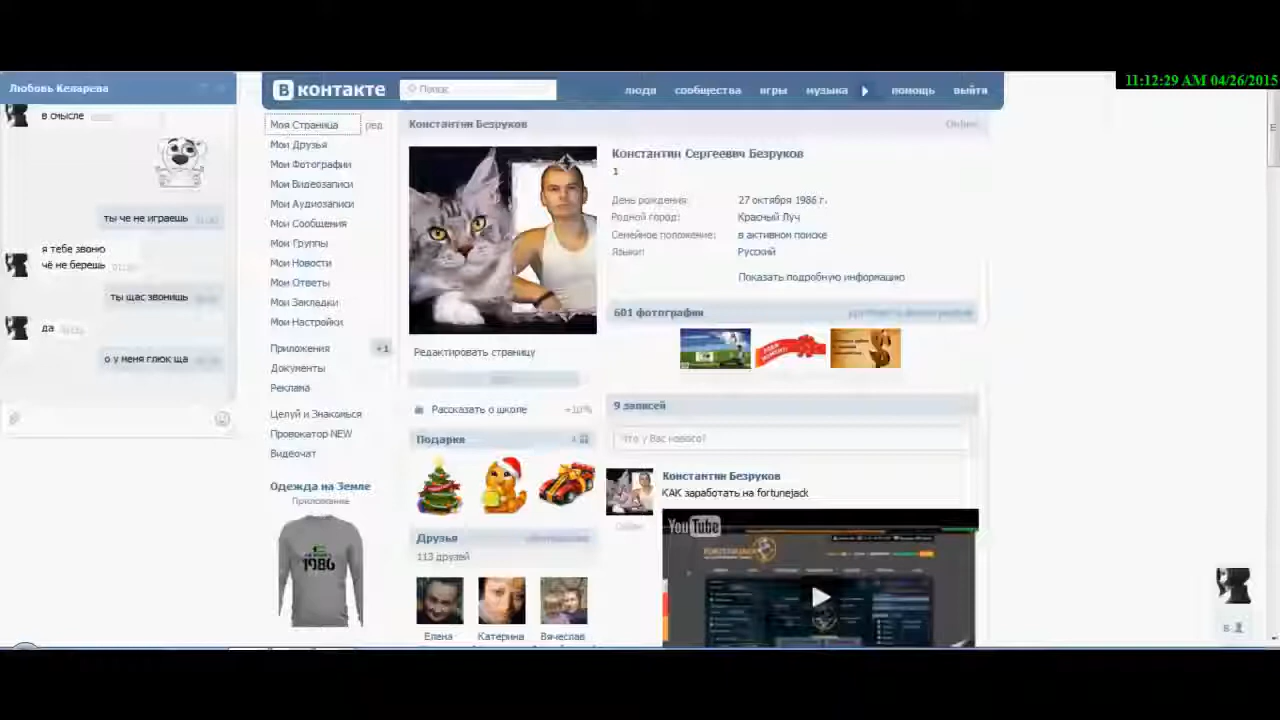 11:12:29 AM 04/26/2015
Любовь Келарева
в смысле
ты че не играешь
я тебе звоню
чё не берешь
ты щас звонишь
да
о у меня глюк ща
В контакте
Поиск
люди
сообщества
игры
музыка
помощь
выйти
Моя Страница
ред
Мои Друзья
Мои Фотографии
Мои Видеозаписи
Мои Аудиозаписи
Мои Сообщения
Мои Группы
Мои Новости
Мои Ответы
Мои Закладки
Мои Настройки
Приложения +1
Документы
Реклама
Целуй и Знакомься
Провокатор NEW
Видеочат
Одежда на Земле
Приложение
1986
Константин Безруков
Online
Редактировать страницу
Рассказать о школе +10%
Подарки
Друзья
113 друзей
Елена
Катерина
Вячеслав
Константин Сергеевич Безруков
1
День рождения: 27 октября 1986 г.
Родной город: Красный Луч
Семейное положение: в активном поиске
Языки: Русский
Показать подробную информацию
601 фотография
9 записей
Что у Вас нового?
Константин Безруков
КАК заработать на fortunejack
Online
YouTube